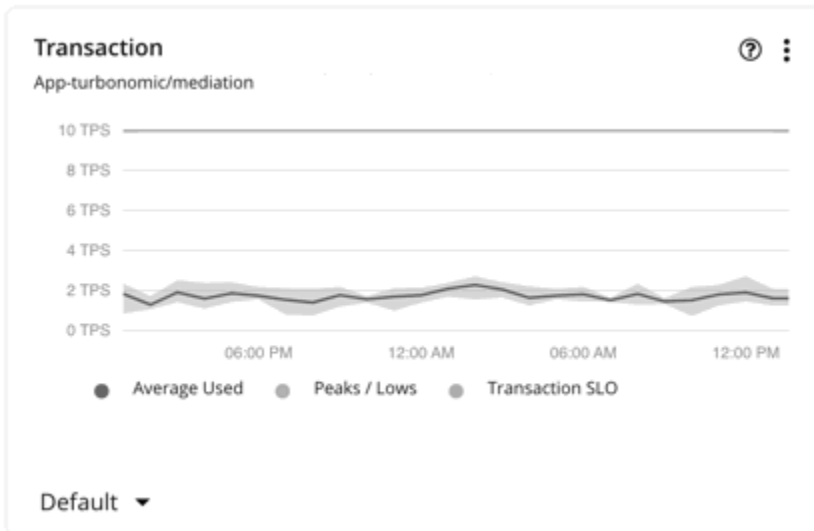 Transaction
App-turbonomic/mediation
10 TPS
8 TPS
6 TPS
4 TPS
2 TPS
0 TPS
06:00 PM 12:00 AM 06:00 AM 12:00 PM
Average Used Peaks / Lows Transaction SLO
Default